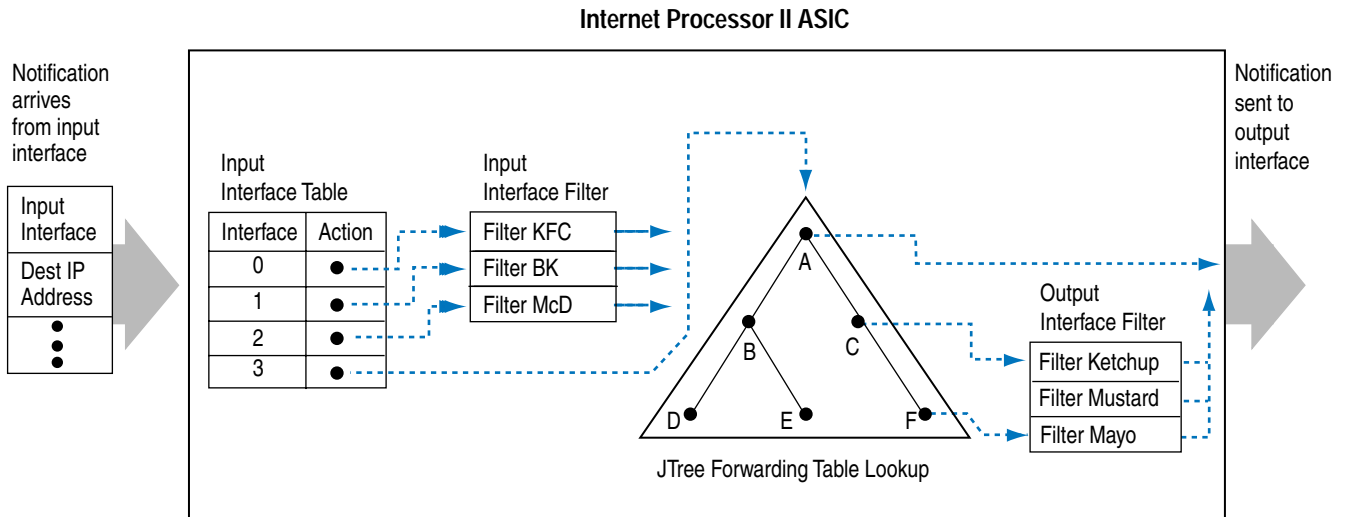 Internet Processor II ASIC
Notification
arrives
from input
interface
Input
Interface
Dest IP
Address
Input
Interface Table
Interface Action
0
1
2
3
Input
Interface Filter
Filter KFC
Filter BK
Filter McD
A
B
C
D
E
F
JTree Forwarding Table Lookup
Output
Interface Filter
Filter Ketchup
Filter Mustard
Filter Mayo
Notification
sent to
output
interface